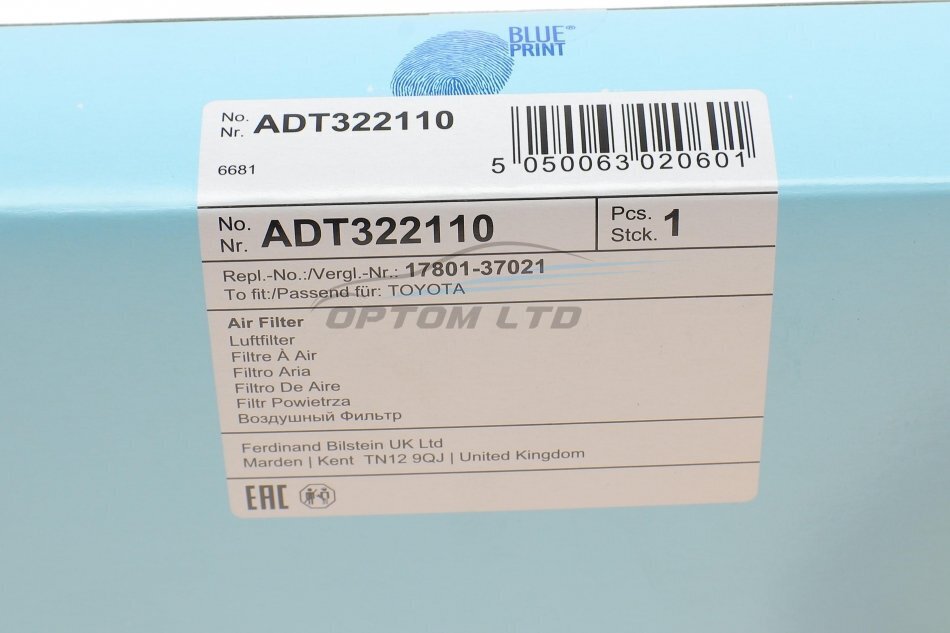 BLUE
PRINT®
No.
Nr. ADT322110
6681
5 050063 020601
No.
Nr. ADT322110
Pcs.
Stck. 1
Repl.-No.:/Vergl.-Nr.: 17801-37021
To fit:/Passend für: TOYOTA
OPTOM LTD
Air Filter
Luftfilter
Filtre À Air
Filtro Aria
Filtro De Aire
Filtr Powietrza
Воздушный Фильтр
Ferdinand Bilstein UK Ltd
Marden | Kent TN12 9QJ | United Kingdom
EAC